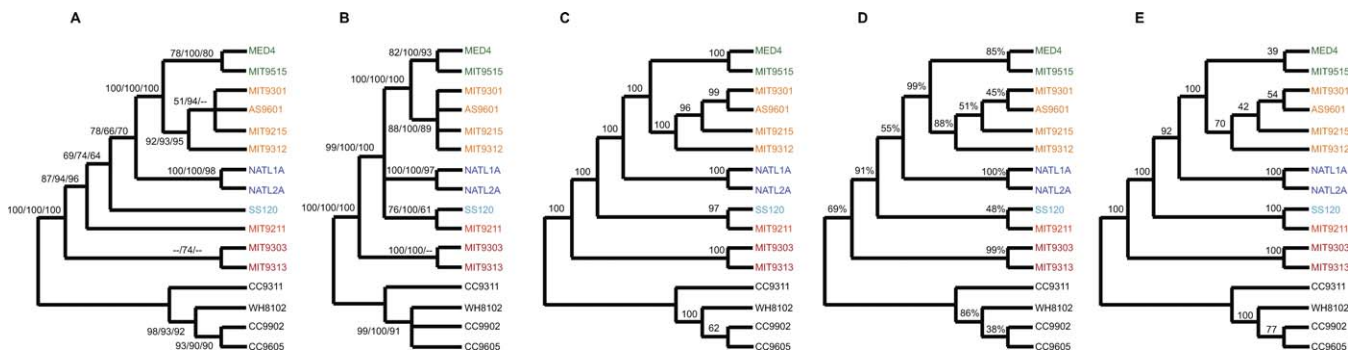 A
78/100/80
MED4
MIT9515
100/100/100
51/94/--
MIT9301
AS9601
MIT9215
92/93/95
MIT9312
78/66/70
69/74/64
100/100/98
NATL1A
NATL2A
87/94/96
SS120
100/100/100
MIT9211
--/74/--
MIT9303
MIT9313
CC9311
WH8102
98/93/92
CC9902
93/90/90
CC9605
B
82/100/93
MED4
MIT9515
100/100/100
MIT9301
AS9601
88/100/89
MIT9215
MIT9312
99/100/100
100/100/97
NATL1A
NATL2A
100/100/100
76/100/61
SS120
MIT9211
100/100/--
MIT9303
MIT9313
CC9311
WH8102
99/100/91
CC9902
CC9605
C
100
MED4
MIT9515
100
99
MIT9301
96
AS9601
100
MIT9215
MIT9312
100
100
NATL1A
NATL2A
100
97
SS120
100
MIT9211
100
MIT9303
MIT9313
CC9311
100
WH8102
62
CC9902
CC9605
D
85%
MED4
MIT9515
99%
45%
MIT9301
51%
AS9601
88%
MIT9215
MIT9312
55%
100%
NATL1A
NATL2A
91%
48%
SS120
69%
MIT9211
99%
MIT9303
MIT9313
CC9311
86%
WH8102
38%
CC9902
CC9605
E
39
MED4
MIT9515
100
54
MIT9301
42
AS9601
70
MIT9215
MIT9312
92
100
NATL1A
NATL2A
100
100
SS120
100
MIT9211
100
MIT9303
MIT9313
CC9311
100
WH8102
77
CC9902
CC9605